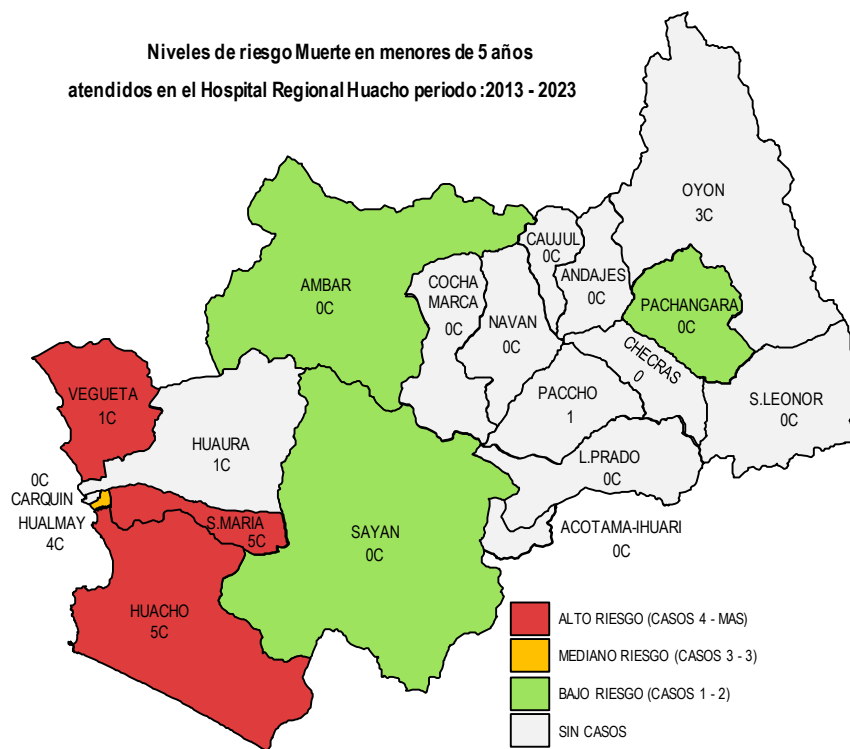 Niveles de riesgo Muerte en menores de 5 años
atendidos en el Hospital Regional Huacho periodo :2013 - 2023
OYON
3C
CAUJUL
0C
ANDAJES
0C
COCHA
MARCA
0C
AMBAR
0C
NAVAN
0C
PACHANGARA
0C
CHECRAS
0
VEGUETA
1C
PACCHO
1
S.LEONOR
0C
HUAURA
1C
L.PRADO
0C
0C
CARQUIN
HUALMAY
4C
S.MARIA
5C
SAYAN
0C
ACOTAMA-IHUARI
0C
HUACHO
5C
ALTO RIESGO (CASOS 4 - MAS)
MEDIANO RIESGO (CASOS 3 - 3)
BAJO RIESGO (CASOS 1 - 2)
SIN CASOS